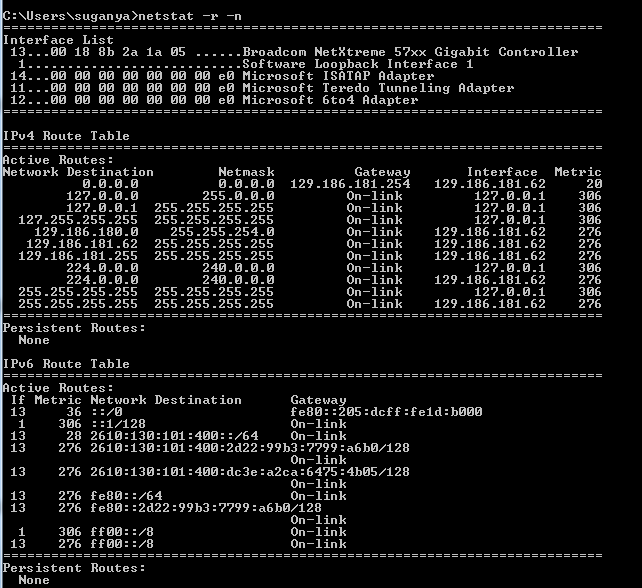 C:\Users\suganya>netstat -r -n
===========================================================================
Interface List
 13...00 18 8b 2a 1a 05 ......Broadcom NetXtreme 57xx Gigabit Controller
  1...........................Software Loopback Interface 1
 14...00 00 00 00 00 00 00 e0 Microsoft ISATAP Adapter
 11...00 00 00 00 00 00 00 e0 Microsoft Teredo Tunneling Adapter
 12...00 00 00 00 00 00 00 e0 Microsoft 6to4 Adapter
===========================================================================
IPv4 Route Table
===========================================================================
Active Routes:
Network Destination        Netmask          Gateway       Interface  Metric
          0.0.0.0          0.0.0.0  129.186.181.254   129.186.181.62     20
        127.0.0.0        255.0.0.0         On-link         127.0.0.1    306
        127.0.0.1  255.255.255.255         On-link         127.0.0.1    306
  127.255.255.255  255.255.255.255         On-link         127.0.0.1    306
    129.186.180.0    255.255.254.0         On-link    129.186.181.62    276
   129.186.181.62  255.255.255.255         On-link    129.186.181.62    276
  129.186.181.255  255.255.255.255         On-link    129.186.181.62    276
        224.0.0.0        240.0.0.0         On-link         127.0.0.1    306
        224.0.0.0        240.0.0.0         On-link    129.186.181.62    276
  255.255.255.255  255.255.255.255         On-link         127.0.0.1    306
  255.255.255.255  255.255.255.255         On-link    129.186.181.62    276
===========================================================================
Persistent Routes:
  None
IPv6 Route Table
===========================================================================
Active Routes:
 If Metric Network Destination      Gateway
 13     36 ::/0                     fe80::205:dcff:fe1d:b000
  1    306 ::1/128                  On-link
 13     28 2610:130:101:400::/64    On-link
 13    276 2610:130:101:400:2d22:99b3:7799:a6b0/128
                                    On-link
 13    276 2610:130:101:400:dc3e:a2ca:6475:4b05/128
                                    On-link
 13    276 fe80::/64                On-link
 13    276 fe80::2d22:99b3:7799:a6b0/128
                                    On-link
  1    306 ff00::/8                 On-link
 13    276 ff00::/8                 On-link
===========================================================================
Persistent Routes:
  None